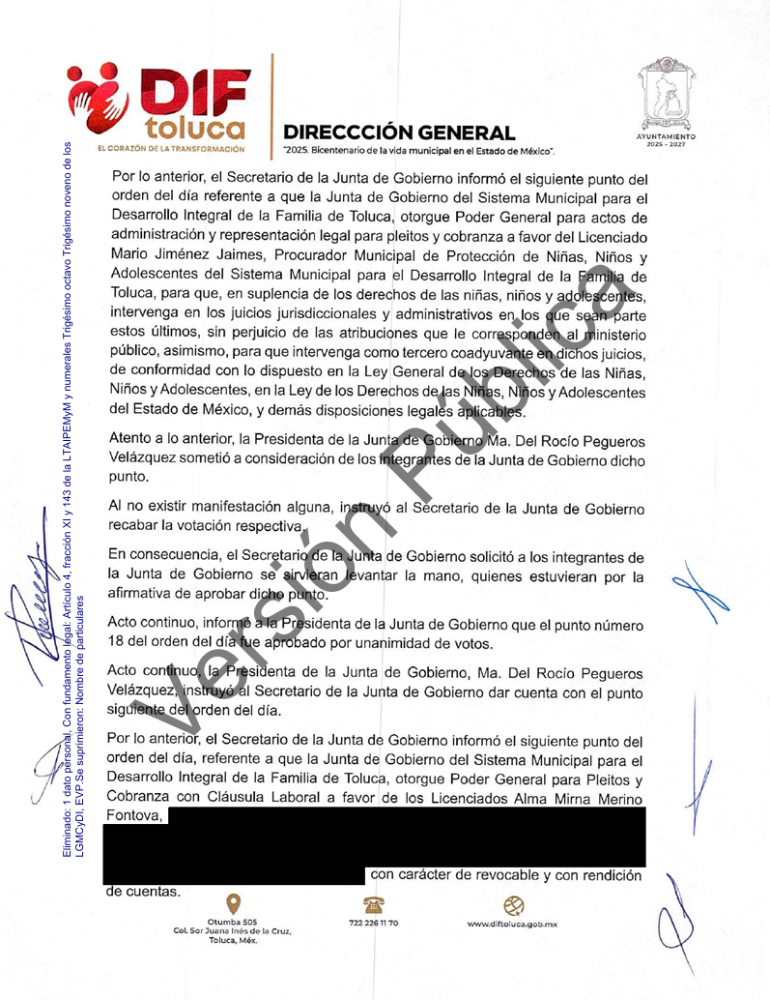 DIF
toluca
EL CORAZÓN DE LA TRANSFORMACIÓN
DIRECCCIÓN GENERAL
"2025. Bicentenario de la vida municipal en el Estado de México".
AYUNTAMIENTO
2025 - 2027
Por lo anterior, el Secretario de la Junta de Gobierno informó el siguiente punto del
orden del día referente a que la Junta de Gobierno del Sistema Municipal para el
Desarrollo Integral de la Familia de Toluca, otorgue Poder General para actos de
administración y representación legal para pleitos y cobranza a favor del Licenciado
Mario Jiménez Jaimes, Procurador Municipal de Protección de Niñas, Niños y
Adolescentes del Sistema Municipal para el Desarrollo Integral de la Familia de
Toluca, para que, en suplencia de los derechos de las niñas, niños y adolescentes,
intervenga en los juicios jurisdiccionales y administrativos en los que sean parte
estos últimos, sin perjuicio de las atribuciones que le corresponden al ministerio
público, asimismo, para que intervenga como tercero coadyuvante en dichos juicios,
de conformidad con lo dispuesto en la Ley General de los Derechos de las Niñas,
Niños y Adolescentes, en la Ley de los Derechos de las Niñas, Niños y Adolescentes
del Estado de México, y demás disposiciones legales aplicables.
Atento a lo anterior, la Presidenta de la Junta de Gobierno Ma. Del Rocío Pegueros
Velázquez sometió a consideración de los integrantes de la Junta de Gobierno dicho
punto.
Al no existir manifestación alguna, instruyó al Secretario de la Junta de Gobierno
recabar la votación respectiva.
En consecuencia, el Secretario de la Junta de Gobierno solicitó a los integrantes de
la Junta de Gobierno se sirvieran levantar la mano, quienes estuvieran por la
afirmativa de aprobar dicho punto.
Acto continuo, informó a la Presidenta de la Junta de Gobierno que el punto número
18 del orden del día fue aprobado por unanimidad de votos.
Acto continuo, la Presidenta de la Junta de Gobierno, Ma. Del Rocío Pegueros
Velázquez, instruyó al Secretario de la Junta de Gobierno dar cuenta con el punto
siguiente del orden del día.
Por lo anterior, el Secretario de la Junta de Gobierno informó el siguiente punto del
orden del día, referente a que la Junta de Gobierno del Sistema Municipal para el
Desarrollo Integral de la Familia de Toluca, otorgue Poder General para Pleitos y
Cobranza con Cláusula Laboral a favor de los Licenciados Alma Mirna Merino
Fontova,
con carácter de revocable y con rendición
de cuentas.
Otumba 505
Col. Sor Juana Inés de la Cruz,
Toluca, Méx.
722 226 11 70
www.diftoluca.gob.mx
Eliminado: 1 dato personal, Con fundamento legal: Artículo 4, fracción XI y 143 de la LTAIPEMyM y numerales Trigésimo octavo Trigésimo noveno de los
LGMCyDI, EVP.Se suprimieron: Nombre de particulares
Versión Pública